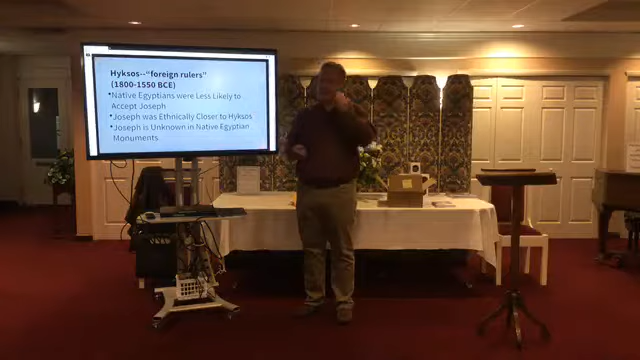 Hyksos--"foreign rulers"
(1800-1550 BCE)
•Native Egyptians were Less Likely to
Accept Joseph
•Joseph was Ethnically Closer to Hyksos
•Joseph is Unknown in Native Egyptian
Monuments